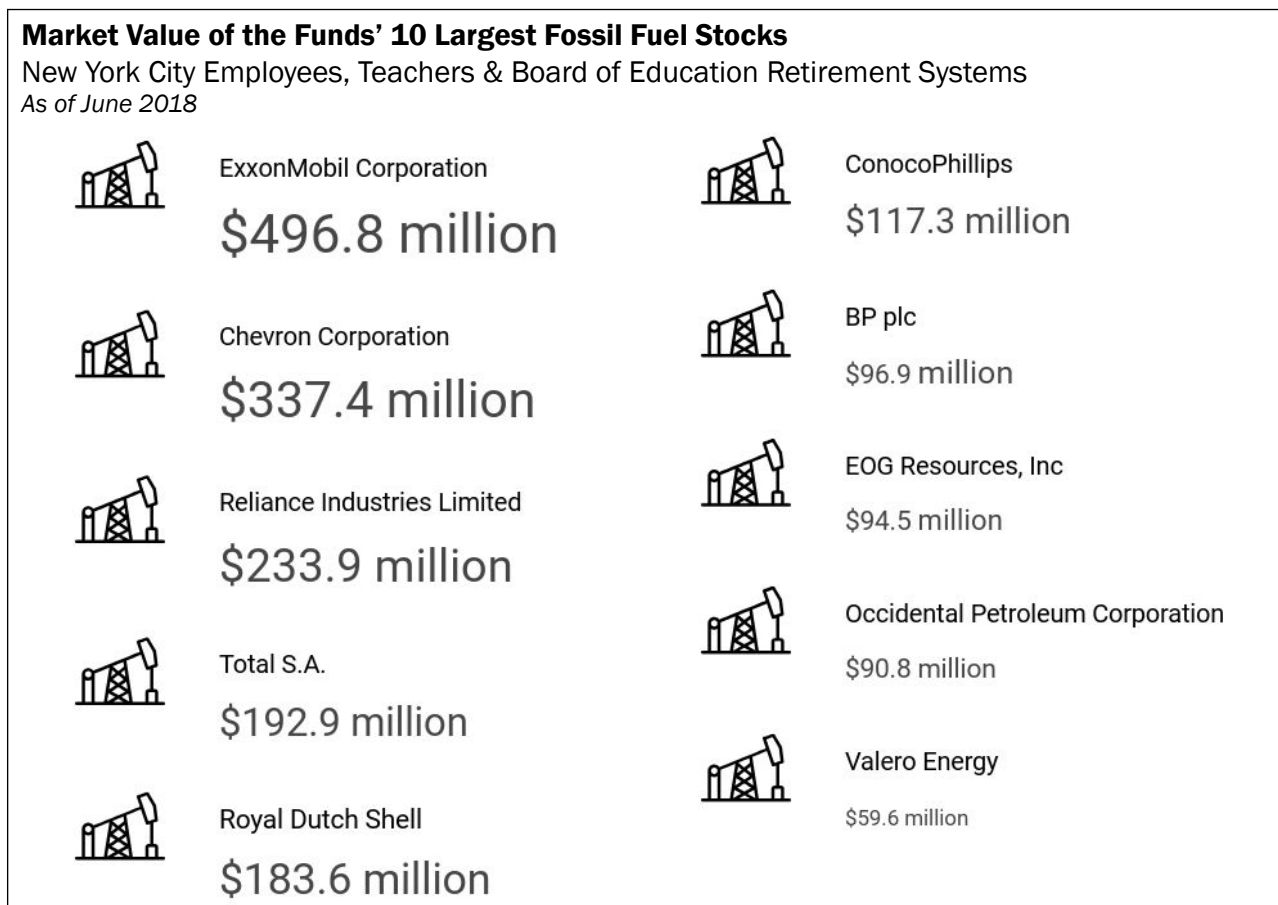 Market Value of the Funds’ 10 Largest Fossil Fuel Stocks
New York City Employees, Teachers & Board of Education Retirement Systems
As of June 2018
ExxonMobil Corporation
$496.8 million
Chevron Corporation
$337.4 million
Reliance Industries Limited
$233.9 million
Total S.A.
$192.9 million
Royal Dutch Shell
$183.6 million
ConocoPhillips
$117.3 million
BP plc
$96.9 million
EOG Resources, Inc
$94.5 million
Occidental Petroleum Corporation
$90.8 million
Valero Energy
$59.6 million